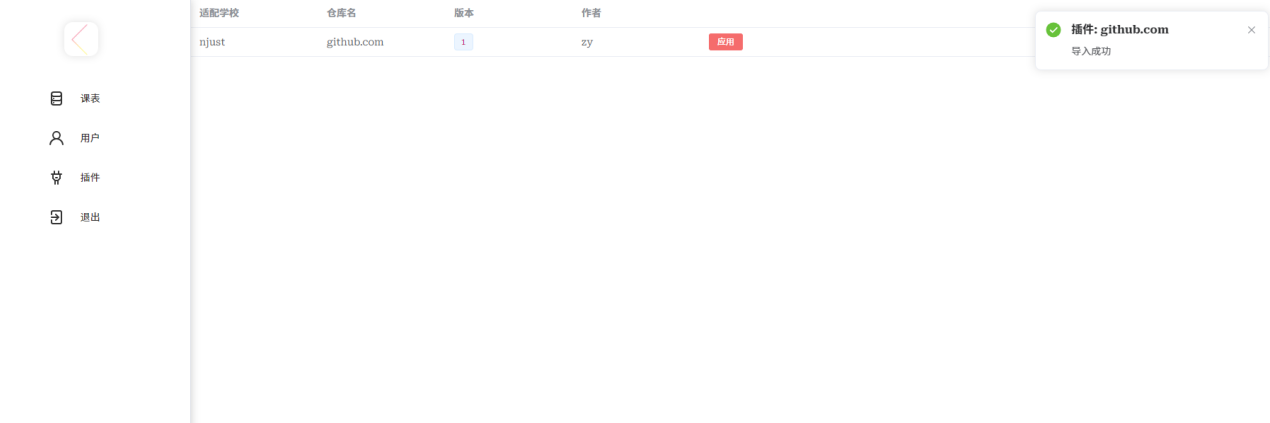 适配学校 仓库名 版本 作者
njust github.com 1 zy 应用
插件: github.com
导入成功
课表
用户
插件
退出